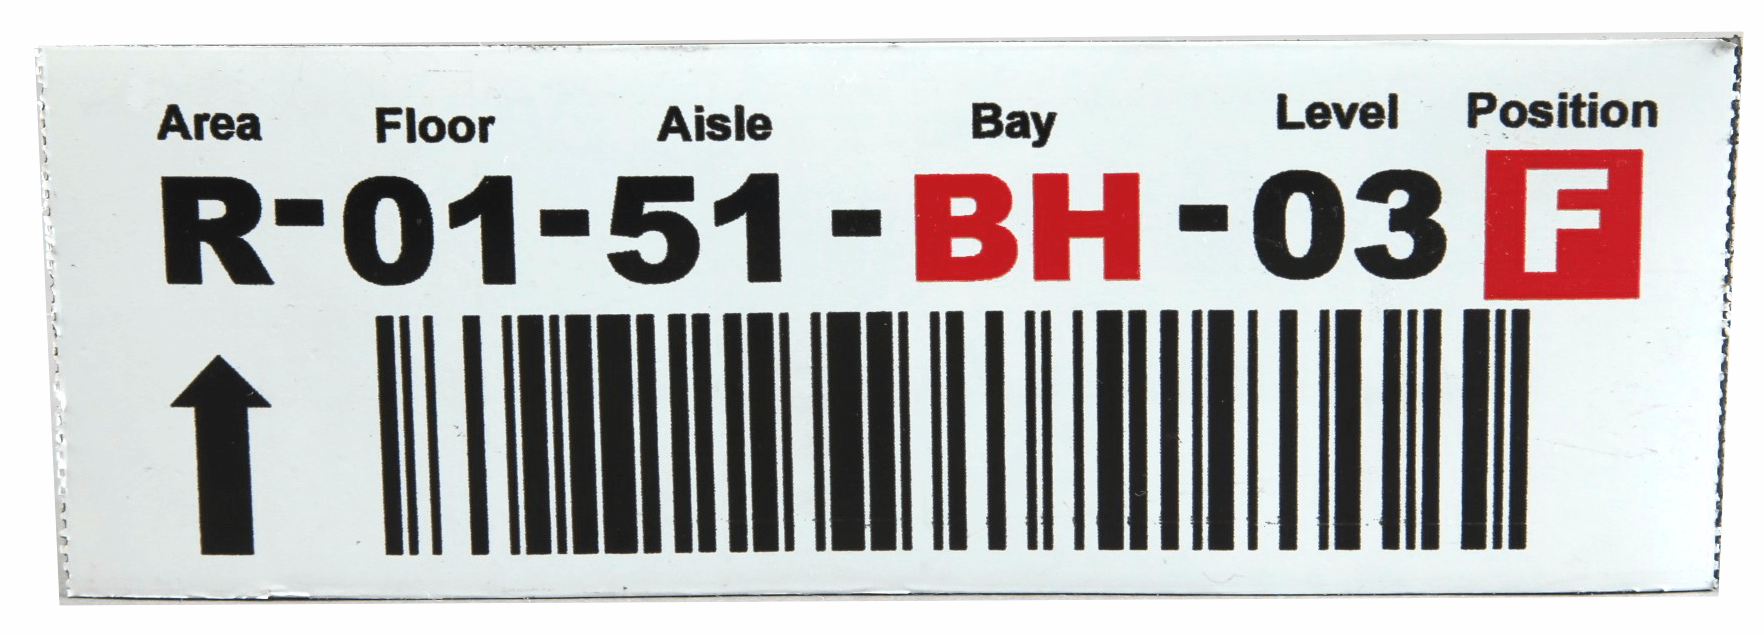 Area Floor Aisle Bay Level Position
R-01-51-BH-03 F